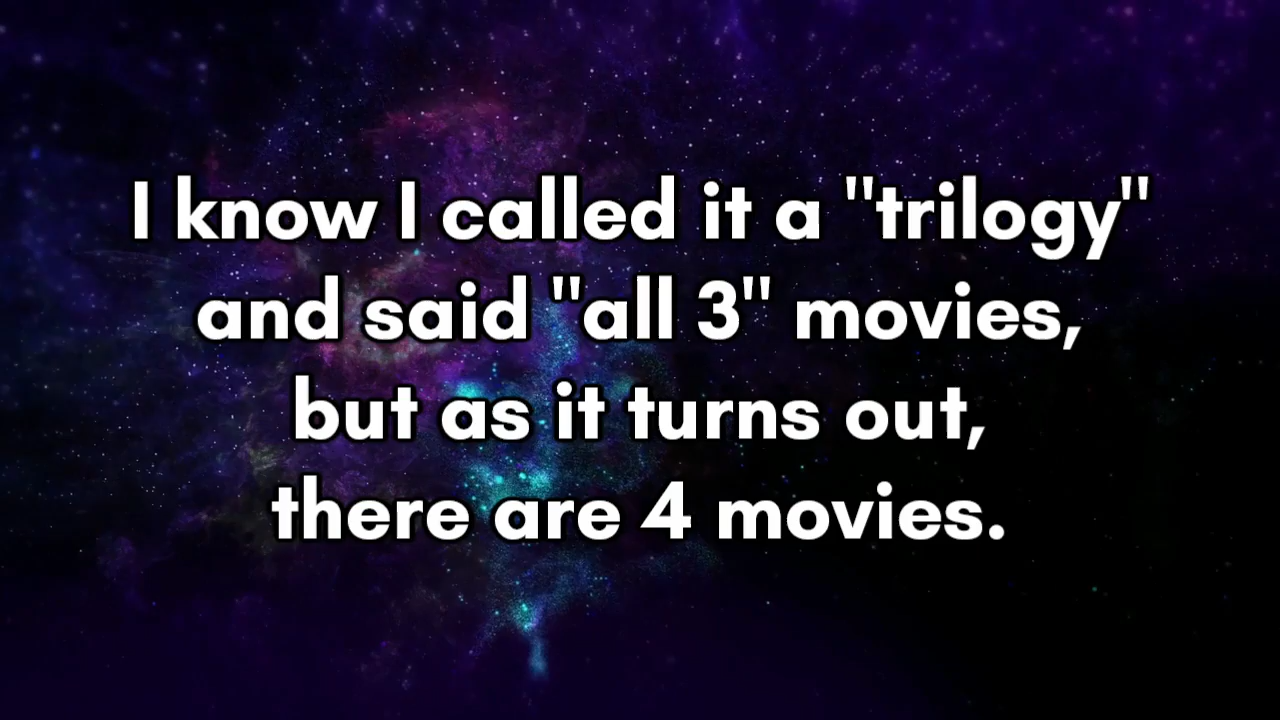 I know I called it a "trilogy"
and said "all 3" movies,
but as it turns out,
there are 4 movies.